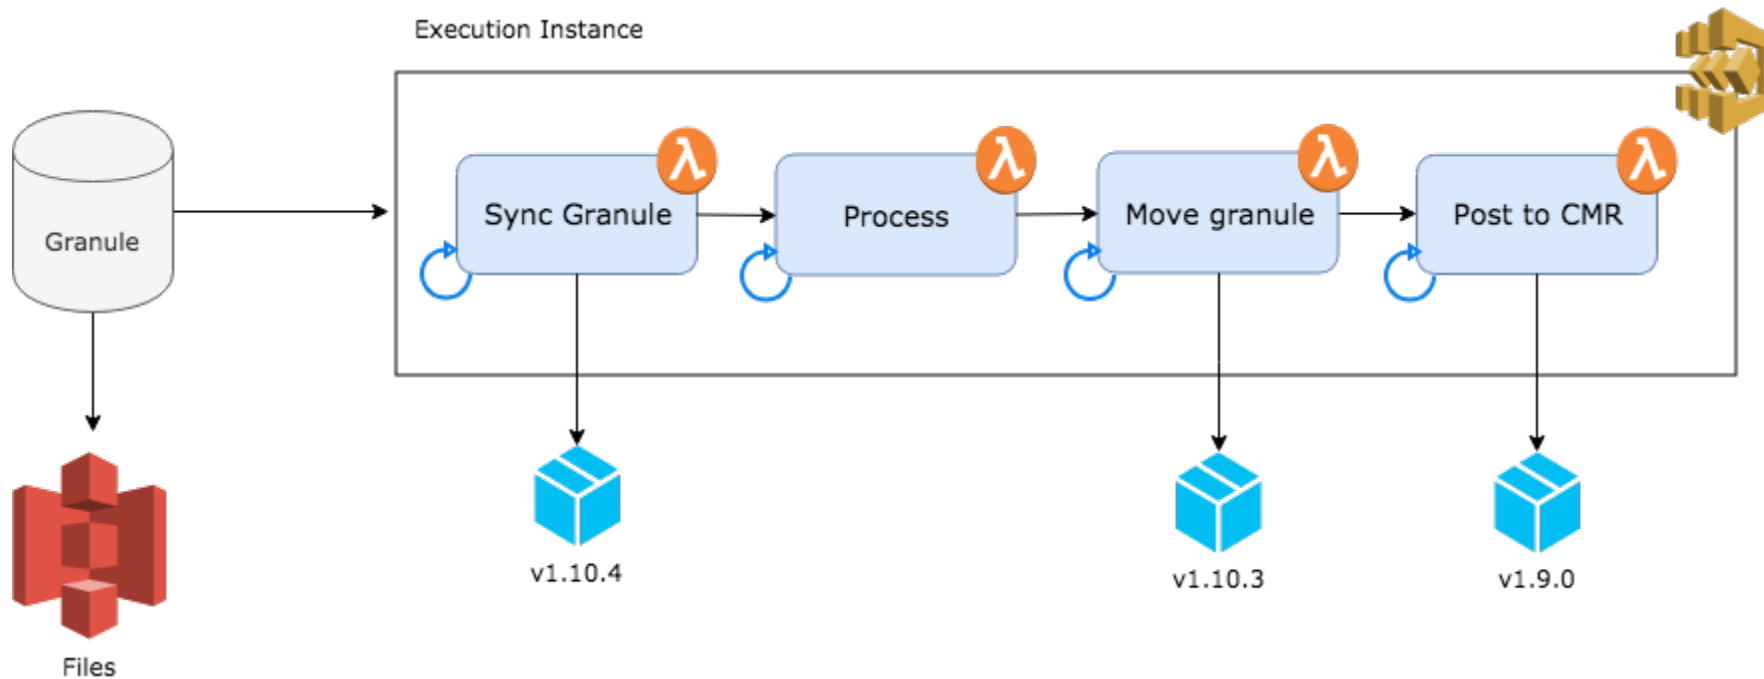 Execution Instance
Granule
Sync Granule
Process
Move granule
Post to CMR
v1.10.4
v1.10.3
v1.9.0
Files